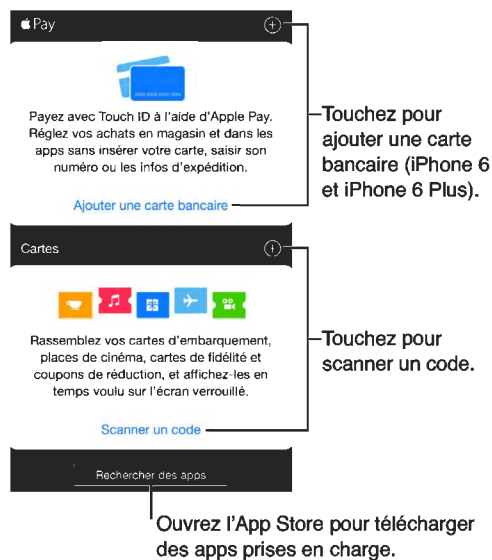 Pay
Payez avec Touch ID à l'aide d'Apple Pay.
Réglez vos achats en magasin et dans les
apps sans insérer votre carte, saisir son
numéro ou les infos d'expédition.
Ajouter une carte bancaire
Touchez pour
ajouter une carte
bancaire (iPhone 6
et iPhone 6 Plus).
Cartes
Rassemblez vos cartes d'embarquement,
places de cinéma, cartes de fidélité et
coupons de réduction, et affichez-les en
temps voulu sur l'écran verrouillé.
Scanner un code
Touchez pour
scanner un code.
Rechercher des apps
Ouvrez l'App Store pour télécharger
des apps prises en charge.